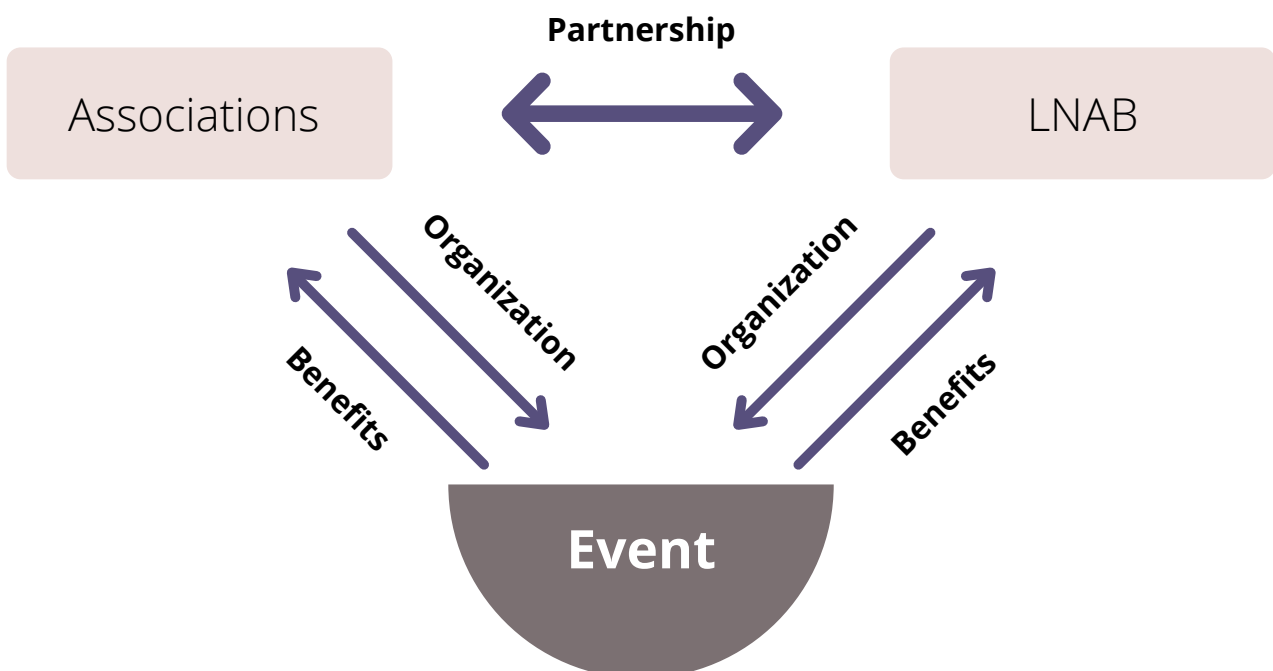 Partnership
Associations
LNAB
Organization
Organization
Benefits
Benefits
Event